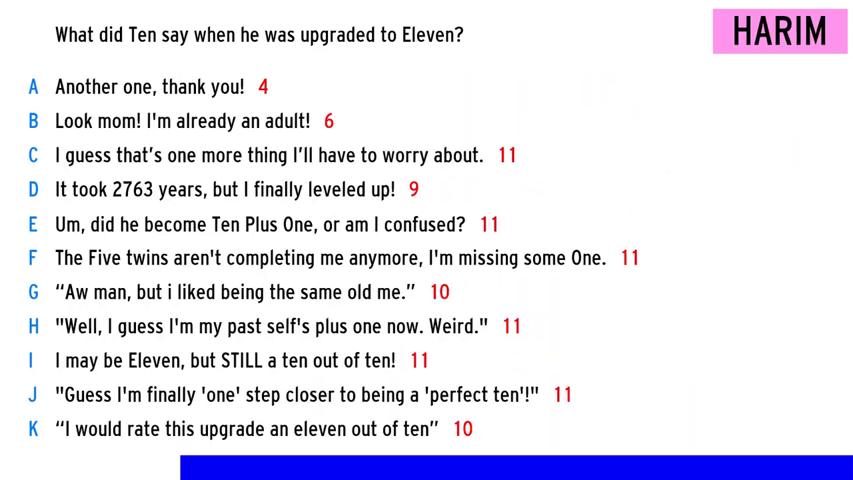 What did Ten say when he was upgraded to Eleven?
HARIM
A Another one, thank you! 4
B Look mom! I'm already an adult! 6
C I guess that’s one more thing I’ll have to worry about. 11
D It took 2763 years, but I finally leveled up! 9
E Um, did he become Ten Plus One, or am I confused? 11
F The Five twins aren't completing me anymore, I'm missing some One. 11
G “Aw man, but i liked being the same old me.” 10
H "Well, I guess I'm my past self's plus one now. Weird." 11
I I may be Eleven, but STILL a ten out of ten! 11
J "Guess I'm finally 'one' step closer to being a 'perfect ten'!" 11
K “I would rate this upgrade an eleven out of ten” 10